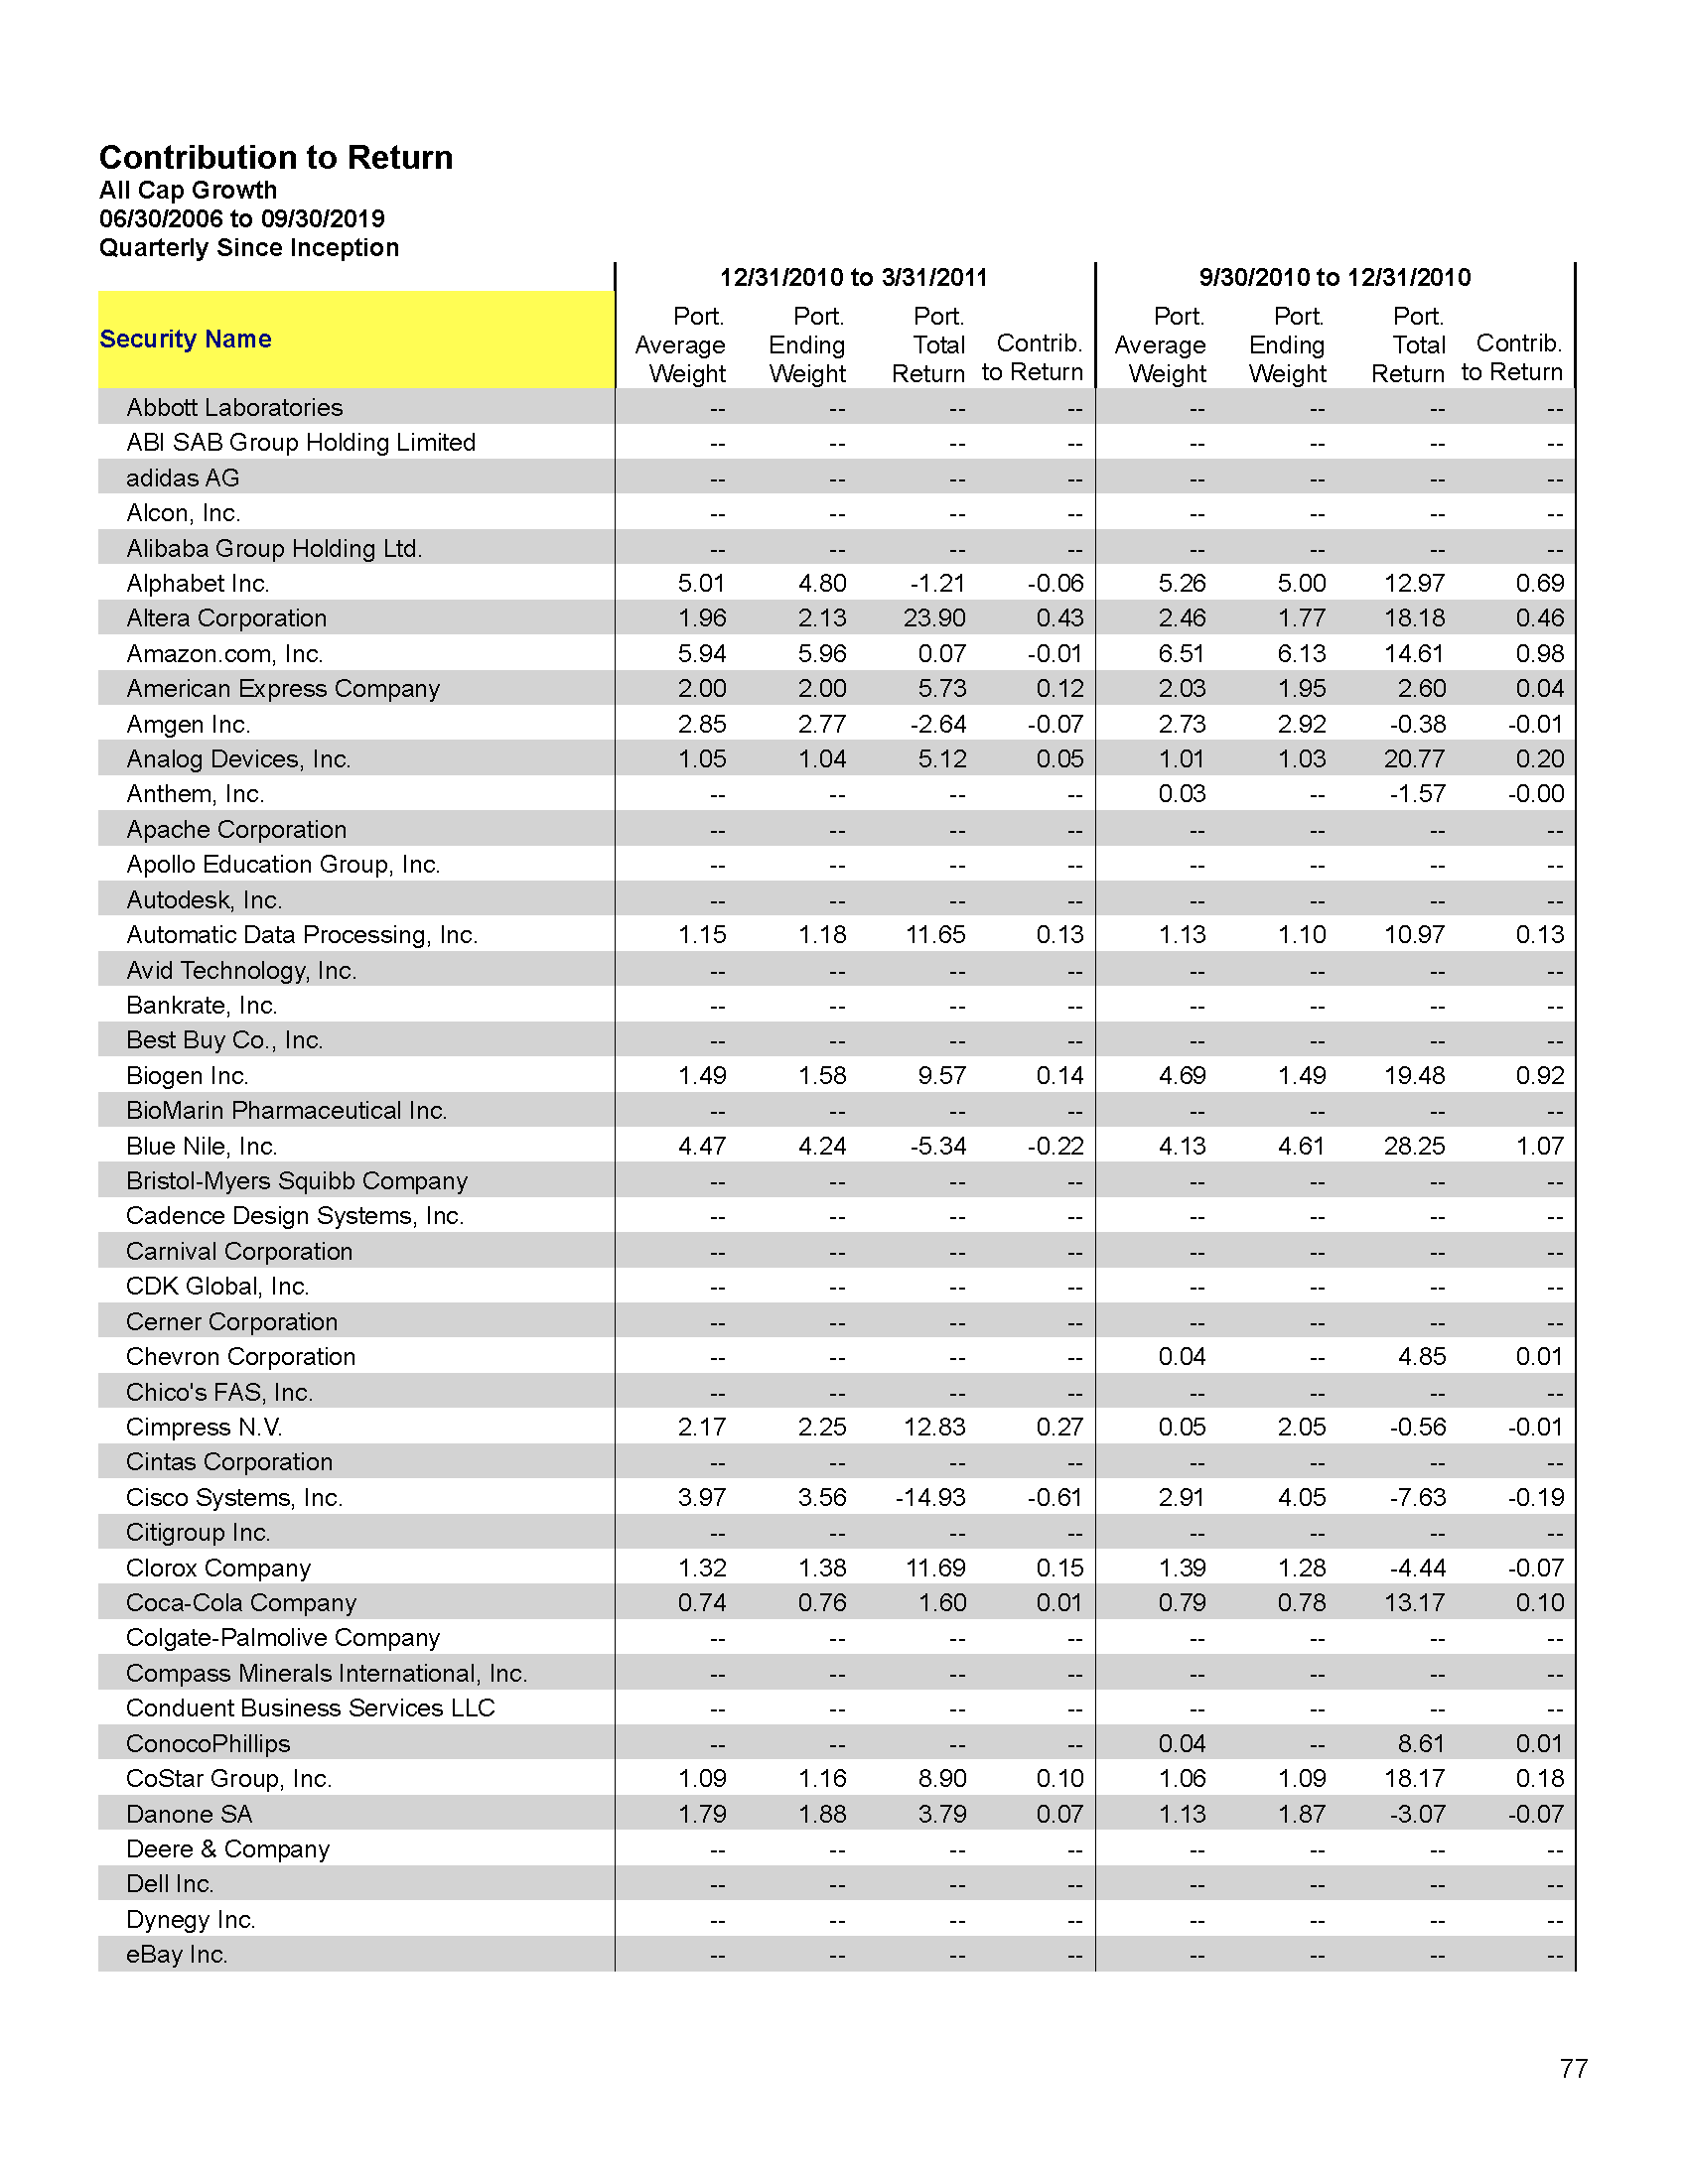 Contribution to Return
All Cap Growth
06/30/2006 to 09/30/2019
Quarterly Since Inception
12/31/2010 to 3/31/2011 9/30/2010 to 12/31/2010
Security Name
Port. Port. Port. Port. Port. Port.
Average Ending Total Contrib. Average Ending Total Contrib.
Weight Weight Return to Return Weight Weight Return to Return
Abbott Laboratories -- -- -- -- -- -- -- --
ABI SAB Group Holding Limited -- -- -- -- -- -- -- --
adidas AG -- -- -- -- -- -- -- --
Alcon, Inc. -- -- -- -- -- -- -- --
Alibaba Group Holding Ltd. -- -- -- -- -- -- -- --
Alphabet Inc. 5.01 4.80 -1.21 -0.06 5.26 5.00 12.97 0.69
Altera Corporation 1.96 2.13 23.90 0.43 2.46 1.77 18.18 0.46
Amazon.com, Inc. 5.94 5.96 0.07 -0.01 6.51 6.13 14.61 0.98
American Express Company 2.00 2.00 5.73 0.12 2.03 1.95 2.60 0.04
Amgen Inc. 2.85 2.77 -2.64 -0.07 2.73 2.92 -0.38 -0.01
Analog Devices, Inc. 1.05 1.04 5.12 0.05 1.01 1.03 20.77 0.20
Anthem, Inc. -- -- -- -- 0.03 -- -1.57 -0.00
Apache Corporation -- -- -- -- -- -- -- --
Apollo Education Group, Inc. -- -- -- -- -- -- -- --
Autodesk, Inc. -- -- -- -- -- -- -- --
Automatic Data Processing, Inc. 1.15 1.18 11.65 0.13 1.13 1.10 10.97 0.13
Avid Technology, Inc. -- -- -- -- -- -- -- --
Bankrate, Inc. -- -- -- -- -- -- -- --
Best Buy Co., Inc. -- -- -- -- -- -- -- --
Biogen Inc. 1.49 1.58 9.57 0.14 4.69 1.49 19.48 0.92
BioMarin Pharmaceutical Inc. -- -- -- -- -- -- -- --
Blue Nile, Inc. 4.47 4.24 -5.34 -0.22 4.13 4.61 28.25 1.07
Bristol-Myers Squibb Company -- -- -- -- -- -- -- --
Cadence Design Systems, Inc. -- -- -- -- -- -- -- --
Carnival Corporation -- -- -- -- -- -- -- --
CDK Global, Inc. -- -- -- -- -- -- -- --
Cerner Corporation -- -- -- -- -- -- -- --
Chevron Corporation -- -- -- -- 0.04 -- 4.85 0.01
Chico's FAS, Inc. -- -- -- -- -- -- -- --
Cimpress N.V. 2.17 2.25 12.83 0.27 0.05 2.05 -0.56 -0.01
Cintas Corporation -- -- -- -- -- -- -- --
Cisco Systems, Inc. 3.97 3.56 -14.93 -0.61 2.91 4.05 -7.63 -0.19
Citigroup Inc. -- -- -- -- -- -- -- --
Clorox Company 1.32 1.38 11.69 0.15 1.39 1.28 -4.44 -0.07
Coca-Cola Company 0.74 0.76 1.60 0.01 0.79 0.78 13.17 0.10
Colgate-Palmolive Company -- -- -- -- -- -- -- --
Compass Minerals International, Inc. -- -- -- -- -- -- -- --
Conduent Business Services LLC -- -- -- -- -- -- -- --
ConocoPhillips -- -- -- -- 0.04 -- 8.61 0.01
CoStar Group, Inc. 1.09 1.16 8.90 0.10 1.06 1.09 18.17 0.18
Danone SA 1.79 1.88 3.79 0.07 1.13 1.87 -3.07 -0.07
Deere & Company -- -- -- -- -- -- -- --
Dell Inc. -- -- -- -- -- -- -- --
Dynegy Inc. -- -- -- -- -- -- -- --
eBay Inc. -- -- -- -- -- -- -- --
77